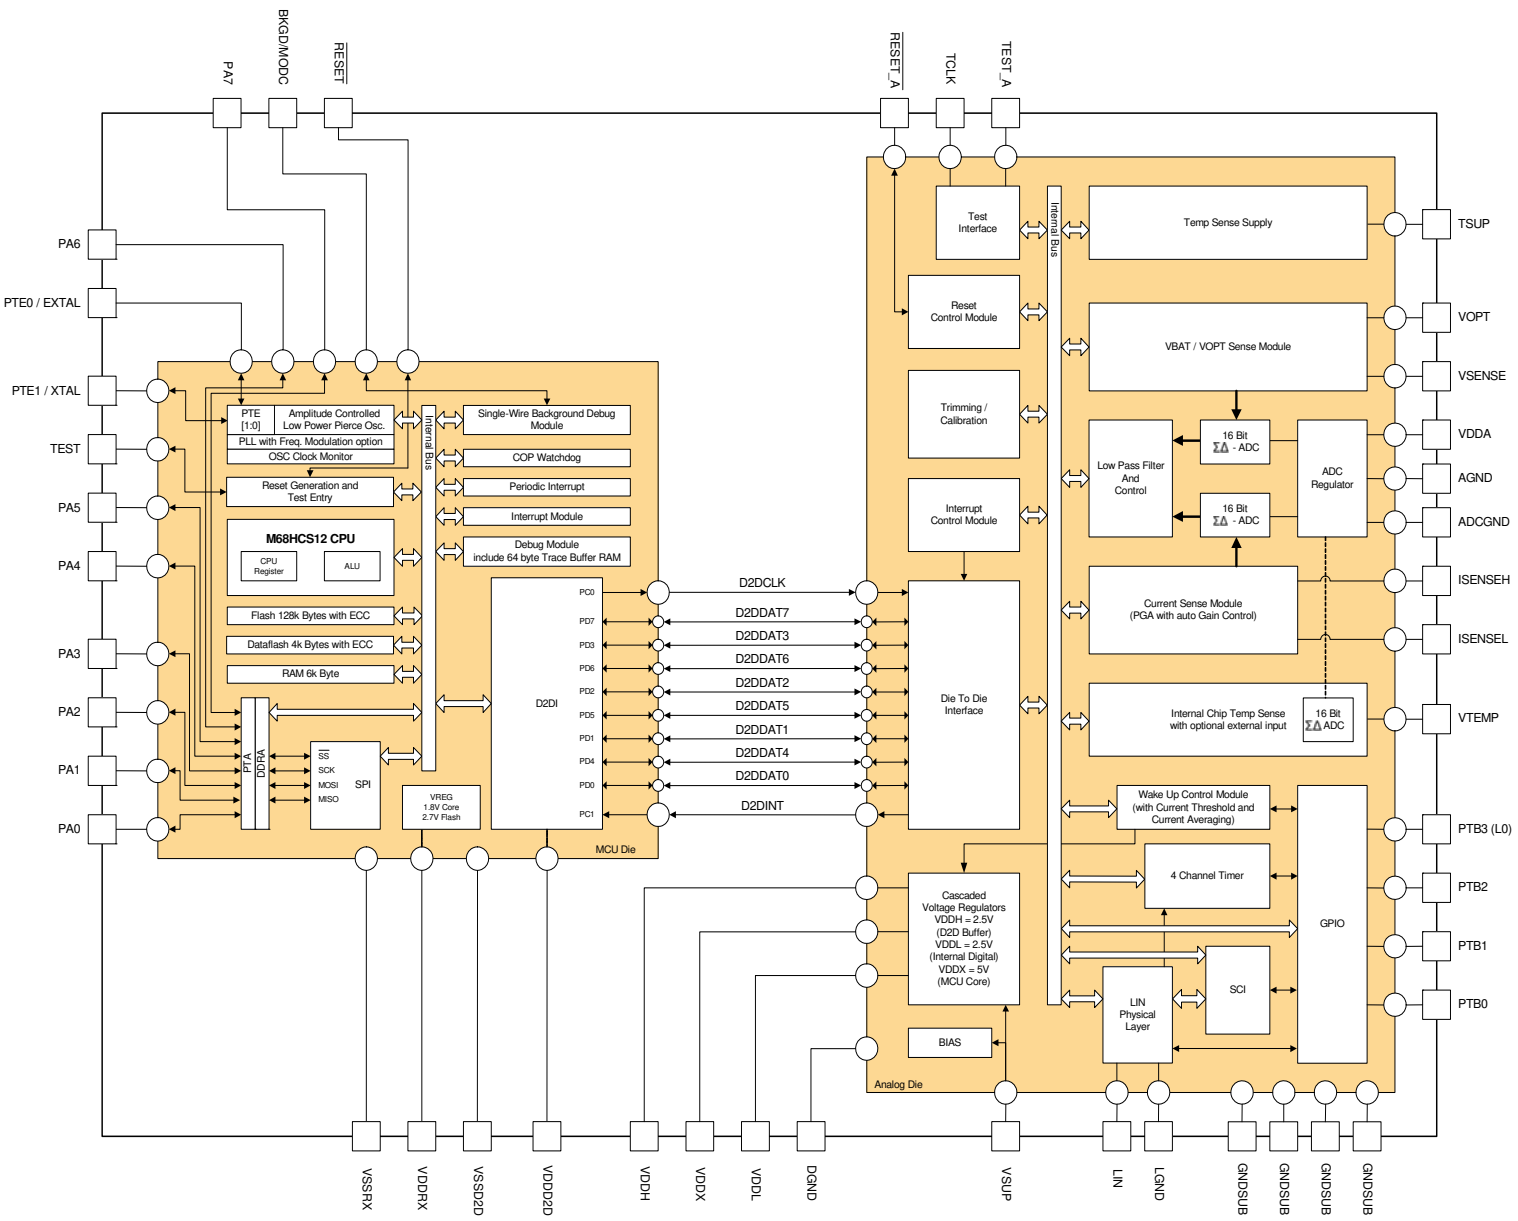 PA7
BKGD/MODC
RESET
RESET_A
TCLK
TEST_A
PA6
PTE0 / EXTAL
PTE1 / XTAL
TEST
PA5
PA4
PA3
PA2
PA1
PA0
PTE
[1:0]
Amplitude Controlled
Low Power Pierce Osc.
PLL with Freq. Modulation option
OSC Clock Monitor
Reset Generation and
Test Entry
M68HCS12 CPU
CPU
Register
ALU
Flash 128k Bytes with ECC
Dataflash 4k Bytes with ECC
RAM 6k Byte
PTA
DDRA
SS
SCK
MOSI
MISO
SPI
Internal Bus
Single-Wire Background Debug
Module
COP Watchdog
Periodic Interrupt
Interrupt Module
Debug Module
include 64 byte Trace Buffer RAM
D2DI
PC0
PD7
PD3
PD6
PD2
PD5
PD1
PD4
PD0
PC1
VREG
1.8V Core
2.7V Flash
MCU Die
D2DCLK
D2DDAT7
D2DDAT3
D2DDAT6
D2DDAT2
D2DDAT5
D2DDAT1
D2DDAT4
D2DDAT0
D2DINT
Test
Interface
Reset
Control Module
Trimming /
Calibration
Interrupt
Control Module
Die To Die
Interface
Cascaded
Voltage Regulators
VDDH = 2.5V
(D2D Buffer)
VDDL = 2.5V
(Internal Digital)
VDDX = 5V
(MCU Core)
BIAS
Analog Die
Internal Bus
Temp Sense Supply
VBAT / VOPT Sense Module
Low Pass Filter
And
Control
16 Bit
ΣΔ - ADC
16 Bit
ΣΔ - ADC
ADC
Regulator
Current Sense Module
(PGA with auto Gain Control)
Internal Chip Temp Sense
with optional external input
16 Bit
ΣΔ ADC
Wake Up Control Module
(with Current Threshold and
Current Averaging)
4 Channel Timer
GPIO
SCI
LIN
Physical
Layer
TSUP
VOPT
VSENSE
VDDA
AGND
ADCGND
ISENSEH
ISENSEL
VTEMP
PTB3 (L0)
PTB2
PTB1
PTB0
VSSRX
VDDRX
VSSD2D
VDDD2D
VDDH
VDDX
VDDL
DGND
VSUP
LIN
LGND
GNDSUB
GNDSUB
GNDSUB
GNDSUB